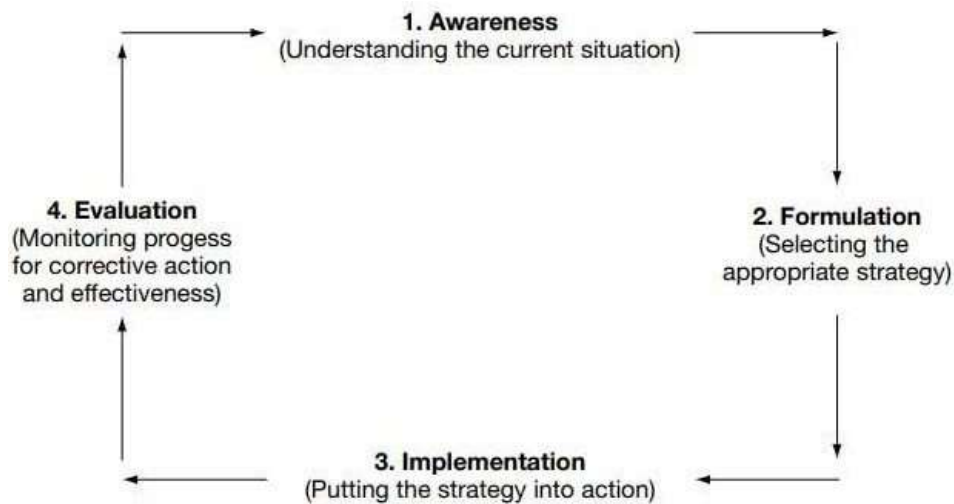 1. Awareness
(Understanding the current situation)
2. Formulation
(Selecting the
appropriate strategy)
3. Implementation
(Putting the strategy into action)
4. Evaluation
(Monitoring progess
for corrective action
and effectiveness)